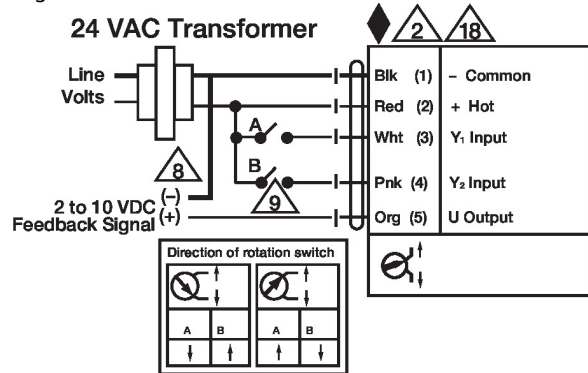 24 VAC Transformer
2
18
Line
Volts
Blk (1) – Common
Red (2) + Hot
A
Wht (3) Y₁ Input
B
Pnk (4) Y₂ Input
8
9
(–)
2 to 10 VDC
Feedback Signal (+)
Org (5) U Output
Direction of rotation switch
A B
A B